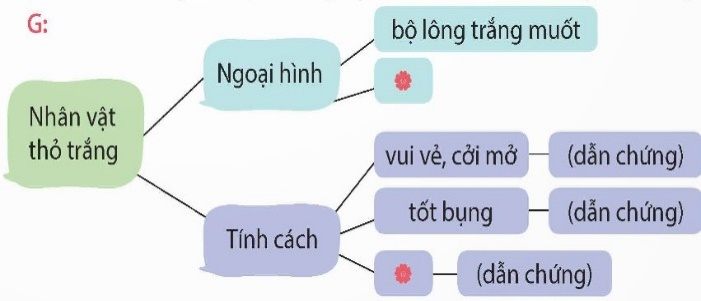 G:
Nhân vật
thỏ trắng
Ngoại hình
bộ lông trắng muốt
Tính cách
vui vẻ, cởi mở
(dẫn chứng)
tốt bụng
(dẫn chứng)
(dẫn chứng)